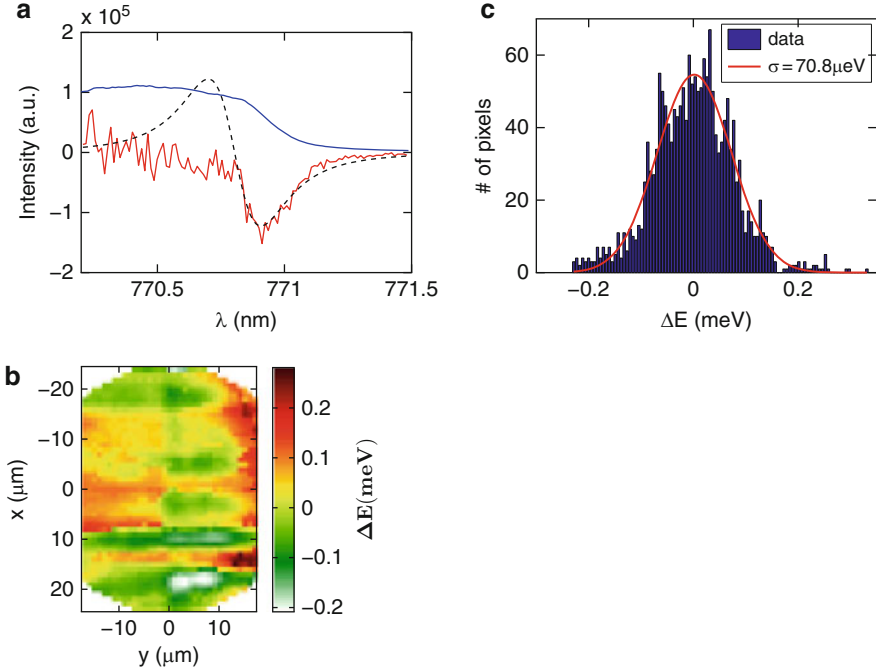 a
× 10⁵
2
1
0
−1
−2
Intensity (a.u.)
770.5
771
771.5
λ (nm)
c
70
60
40
20
0
# of pixels
data
σ=70.8μeV
−0.2
0
0.2
ΔE (meV)
b
−20
−10
0
10
20
x (μm)
−10
0
10
y (μm)
0.2
0.1
0
−0.1
−0.2
ΔE(meV)